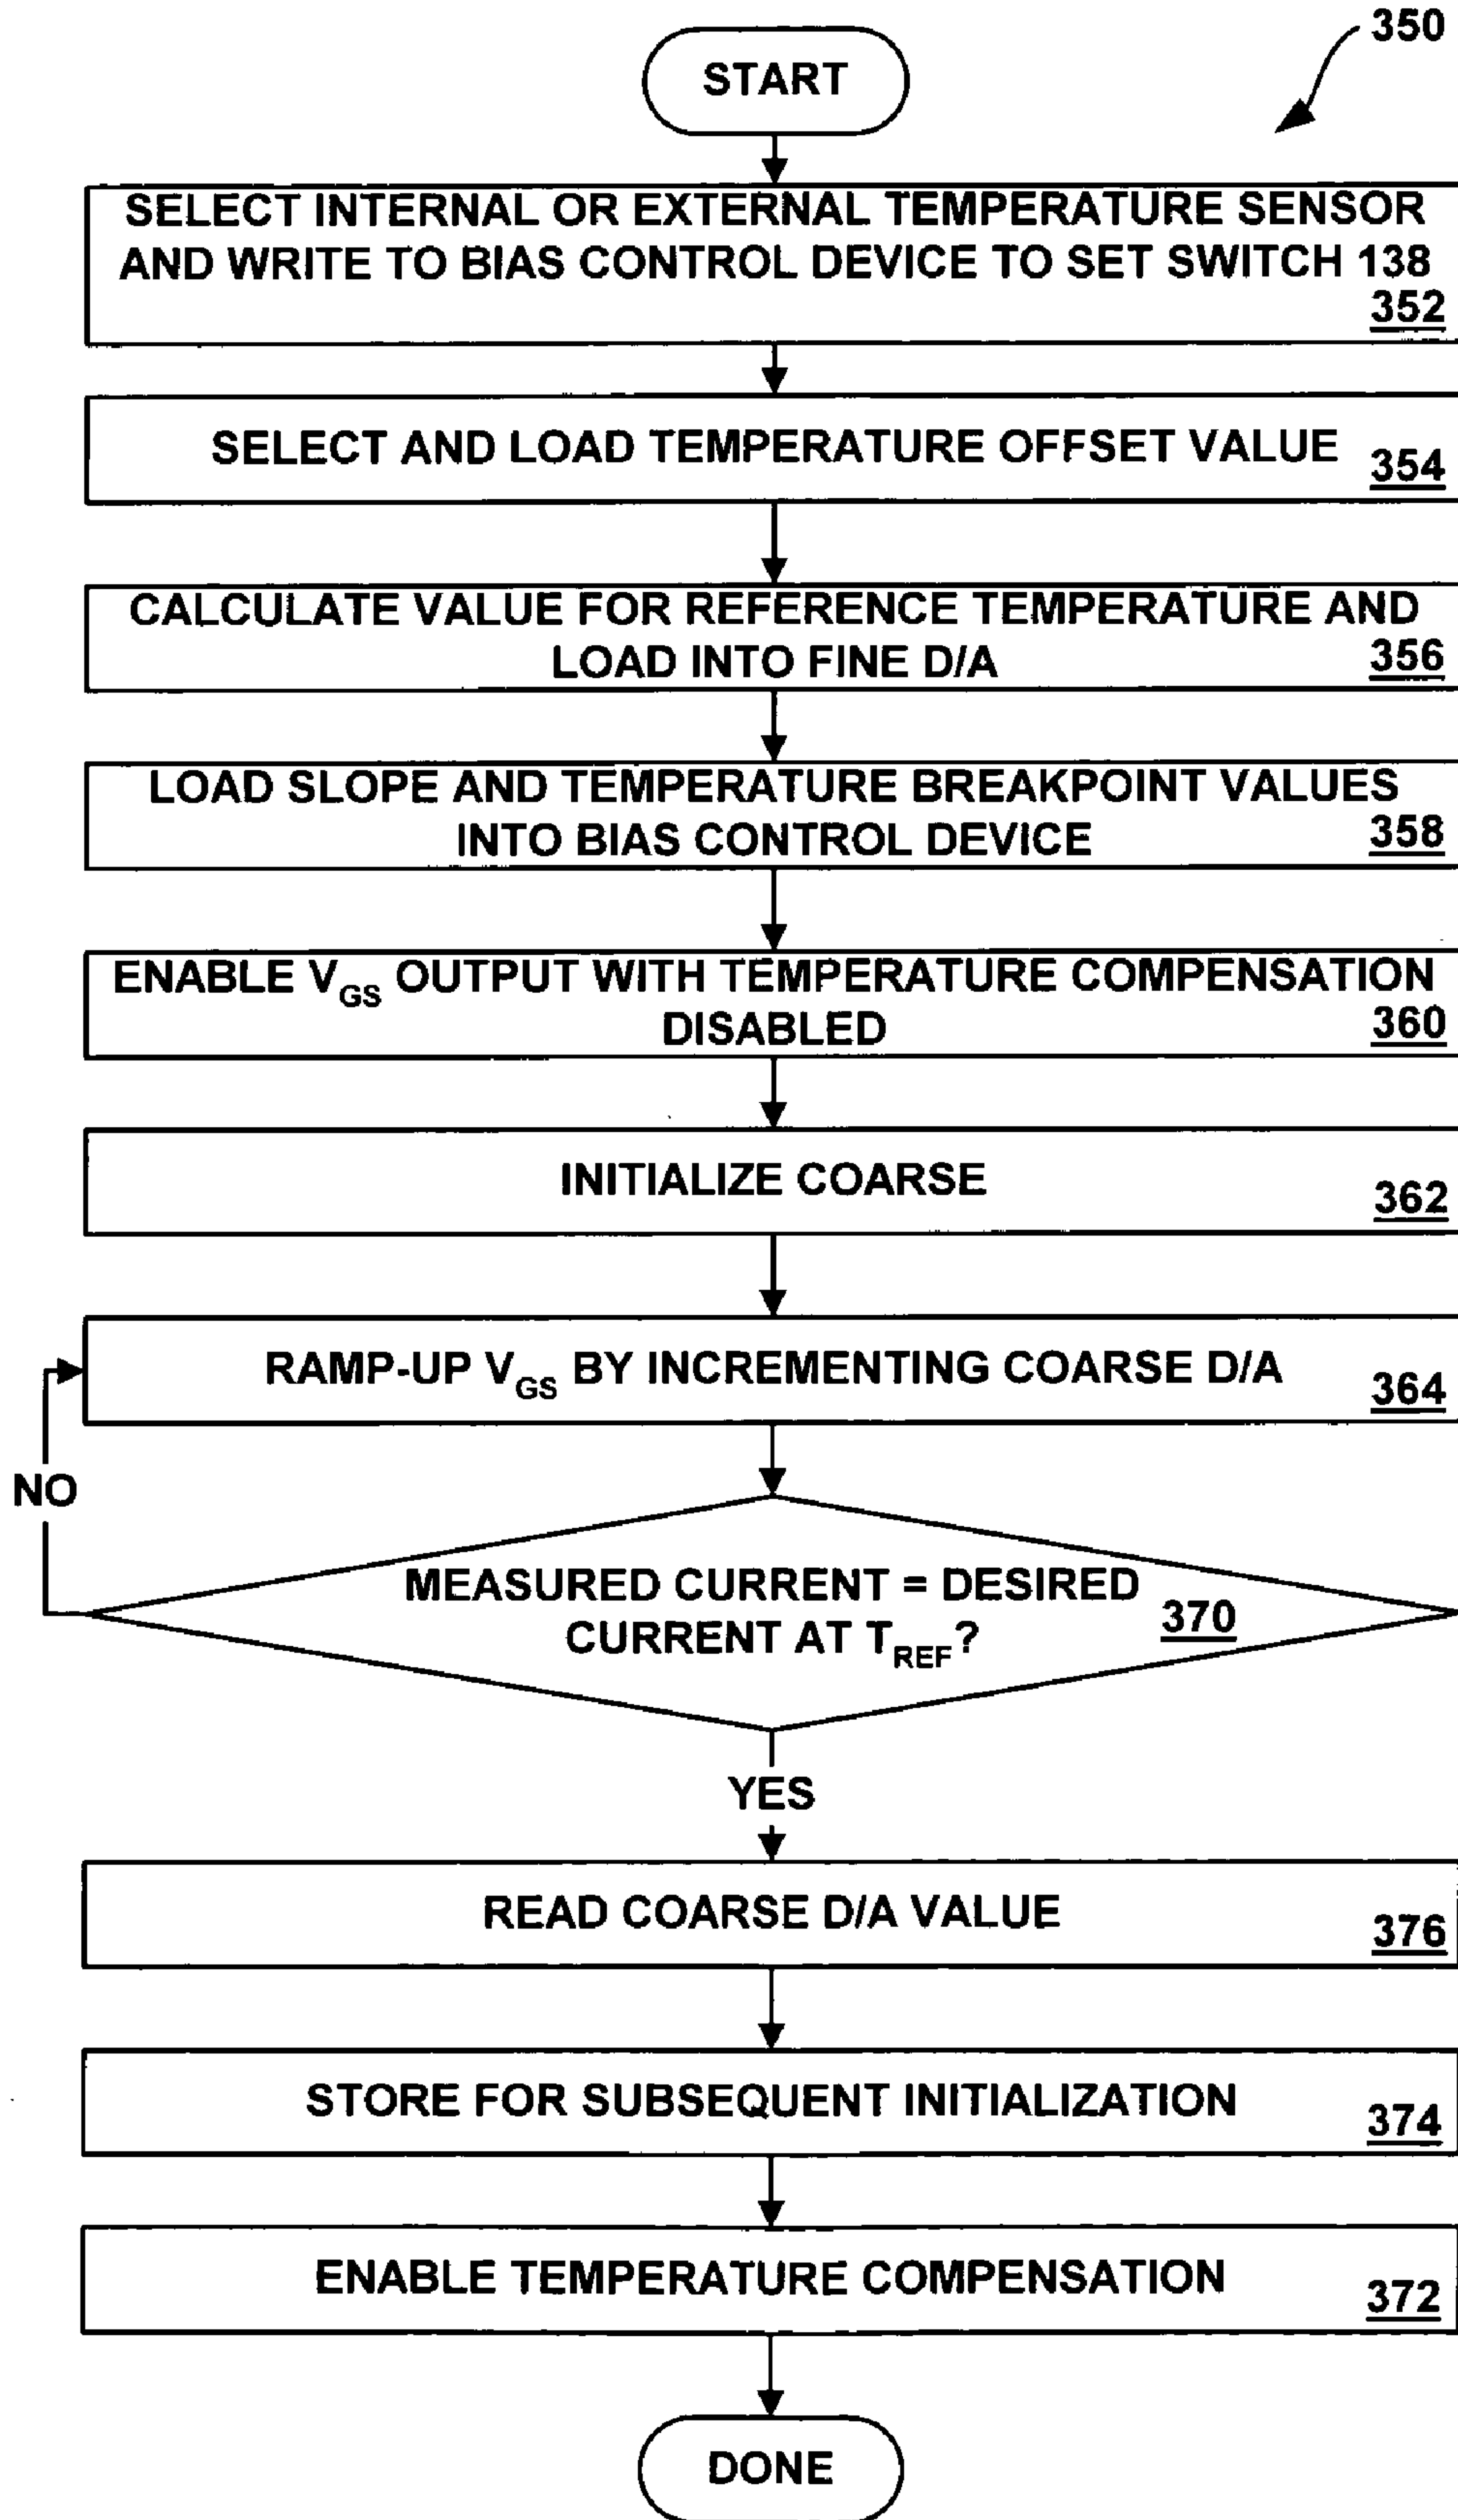 350
START
SELECT INTERNAL OR EXTERNAL TEMPERATURE SENSOR
AND WRITE TO BIAS CONTROL DEVICE TO SET SWITCH 138
352
SELECT AND LOAD TEMPERATURE OFFSET VALUE
354
CALCULATE VALUE FOR REFERENCE TEMPERATURE AND
LOAD INTO FINE D/A
356
LOAD SLOPE AND TEMPERATURE BREAKPOINT VALUES
INTO BIAS CONTROL DEVICE
358
ENABLE VGS OUTPUT WITH TEMPERATURE COMPENSATION
DISABLED
360
INITIALIZE COARSE
362
RAMP-UP VGS BY INCREMENTING COARSE D/A
364
NO
MEASURED CURRENT = DESIRED
CURRENT AT TREF?
370
YES
READ COARSE D/A VALUE
376
STORE FOR SUBSEQUENT INITIALIZATION
374
ENABLE TEMPERATURE COMPENSATION
372
DONE